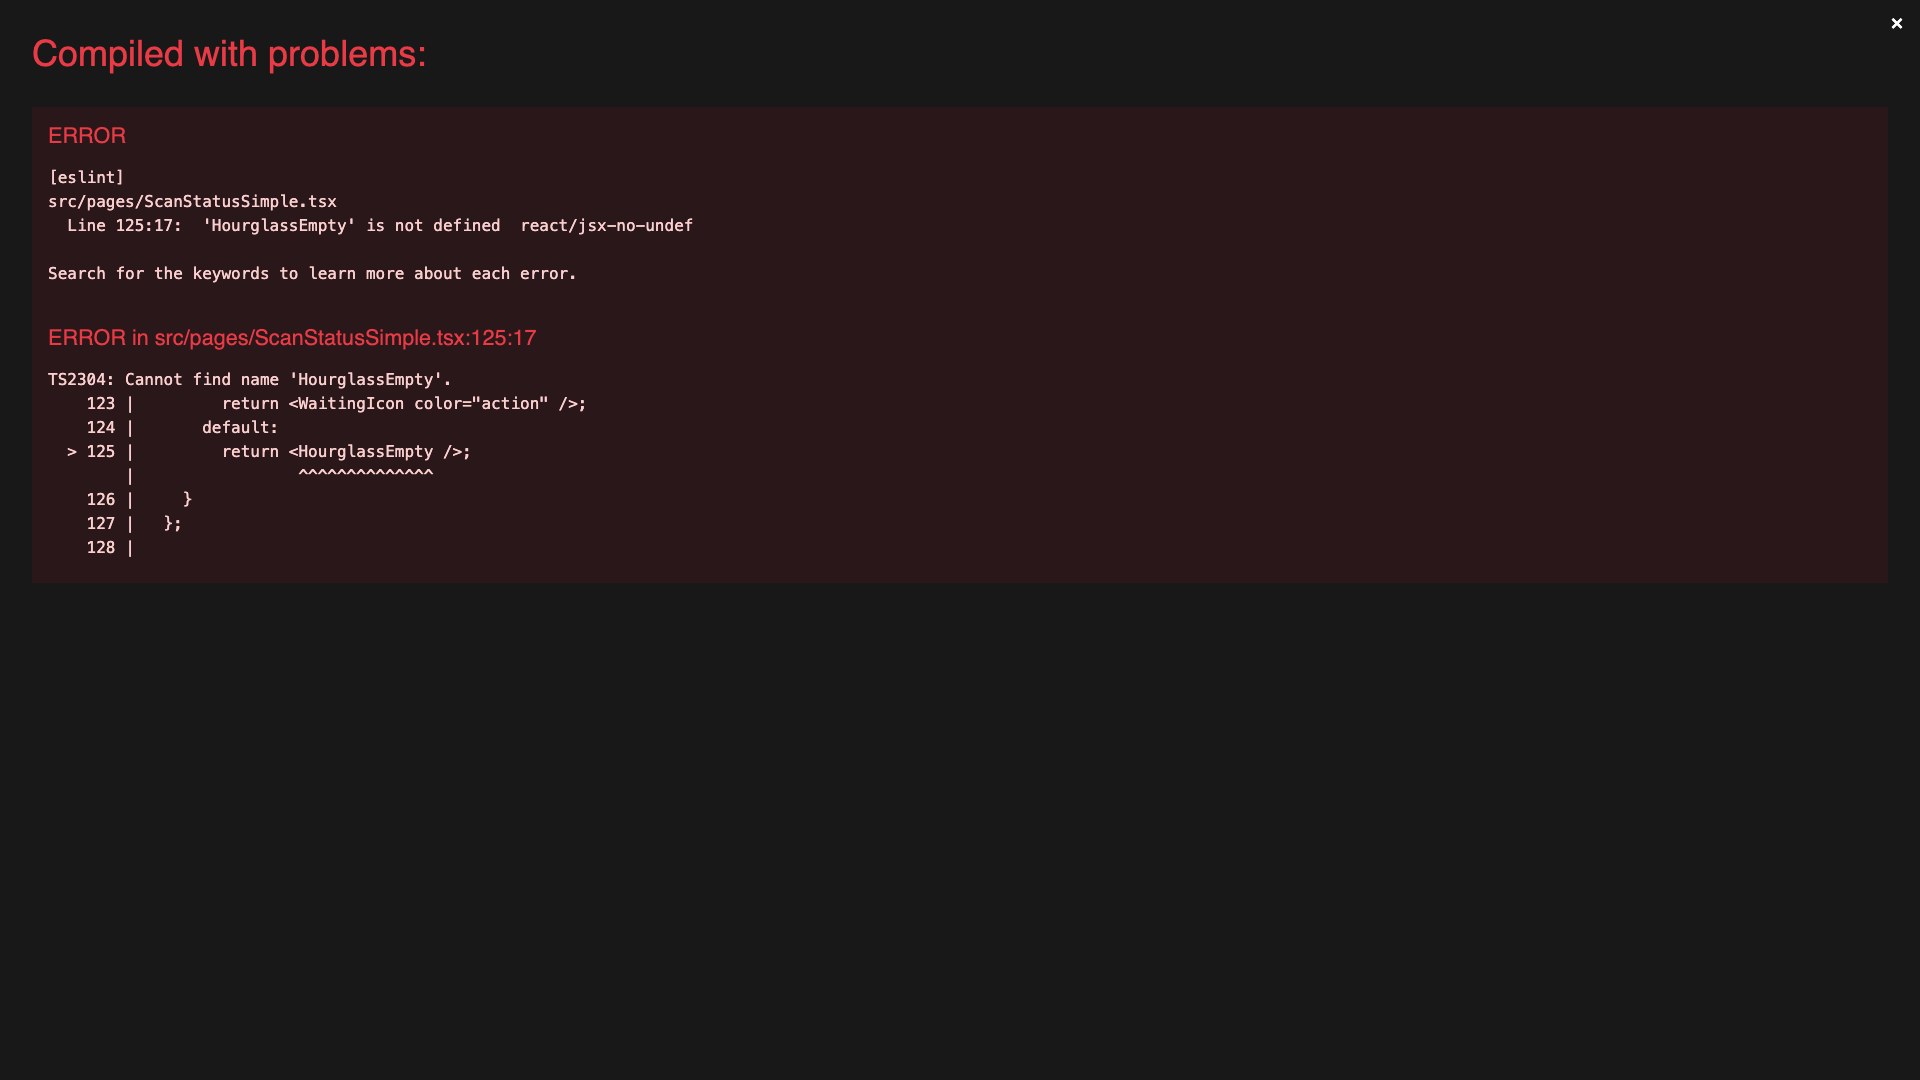 ×
Compiled with problems:
ERROR
[eslint]
src/pages/ScanStatusSimple.tsx
  Line 125:17:  'HourglassEmpty' is not defined  react/jsx-no-undef
Search for the keywords to learn more about each error.
ERROR in src/pages/ScanStatusSimple.tsx:125:17
TS2304: Cannot find name 'HourglassEmpty'.
    123 |         return <WaitingIcon color="action" />;
    124 |       default:
  > 125 |         return <HourglassEmpty />;
        |                 ^^^^^^^^^^^^^^
    126 |     }
    127 |   };
    128 |